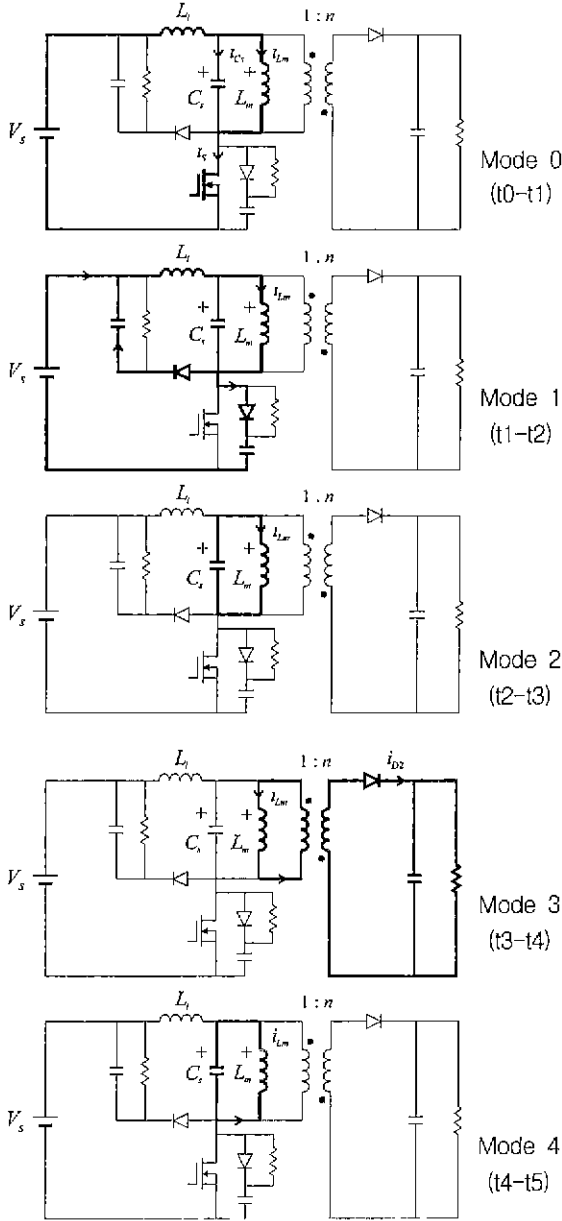 L_l 1 : n
+ i_Cs + i_Lm
C_s L_m
V_s
i_s
Mode 0
(t0-t1)
L_l 1 : n
+ + i_Lm
C_s L_m
V_s
Mode 1
(t1-t2)
L_l 1 : n
+ + i_Lm
C_s L_m
V_s
Mode 2
(t2-t3)
L_l 1 : n i_D2
+ + i_Lm
C_s L_m
V_s
Mode 3
(t3-t4)
L_l 1 : n
+ + i_Lm
C_s L_m
V_s
Mode 4
(t4-t5)